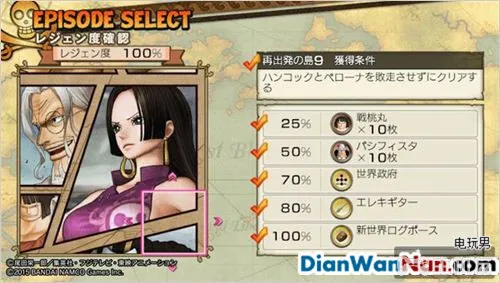 EPISODE SELECT
レジェンド度確認
レジェンド度 100%
再出発の島9 獲得条件
ハンコックとペローナを敗走させずにクリアする
25% 戦桃丸 ×10枚
50% パシフィスタ ×10枚
70% 世界政府
80% エレキギター
100% 新世界ログポース
©尾田栄一郎/集英社・フジテレビ・東映アニメーション
©2015 BANDAI NAMCO Games Inc.
电玩男
DianWanNan.com